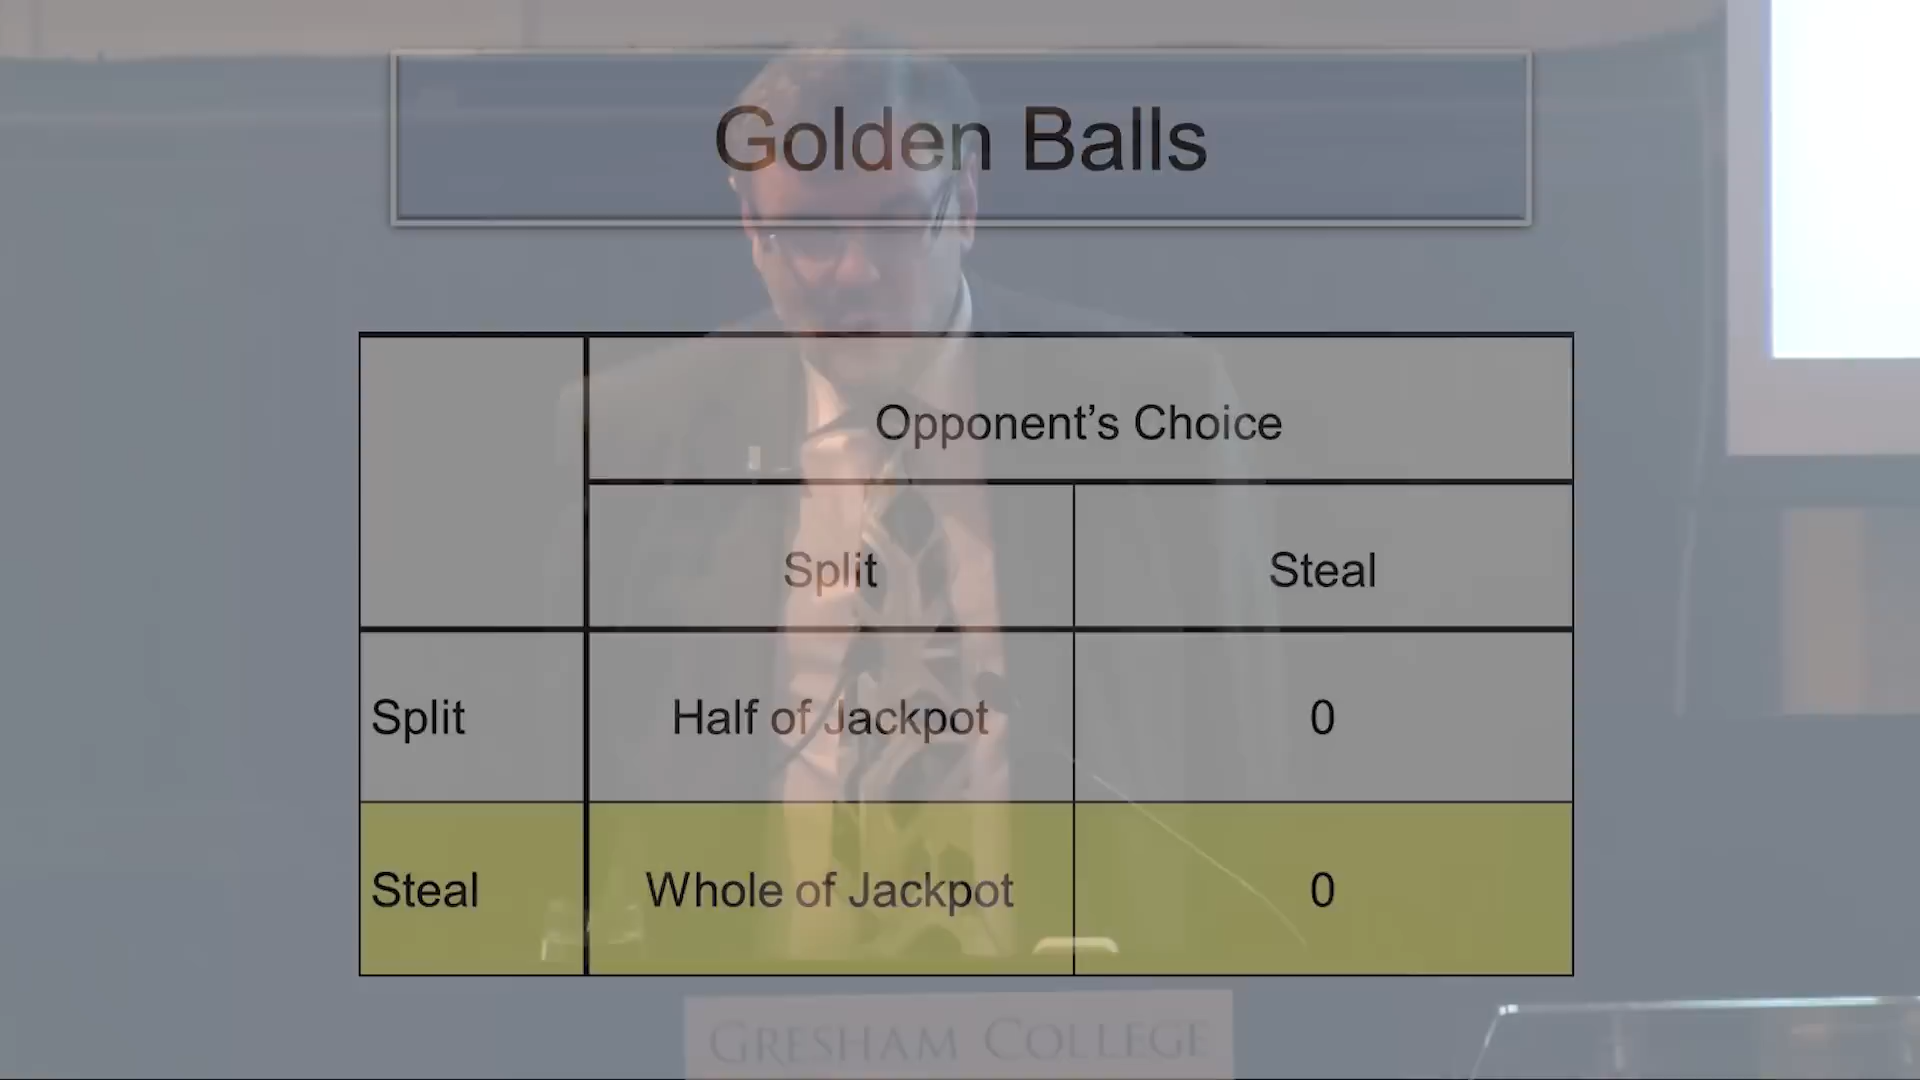 Golden Balls
Opponent’s Choice
Split
Steal
Split
Half of Jackpot
0
Steal
Whole of Jackpot
0
GRESHAM COLLEGE